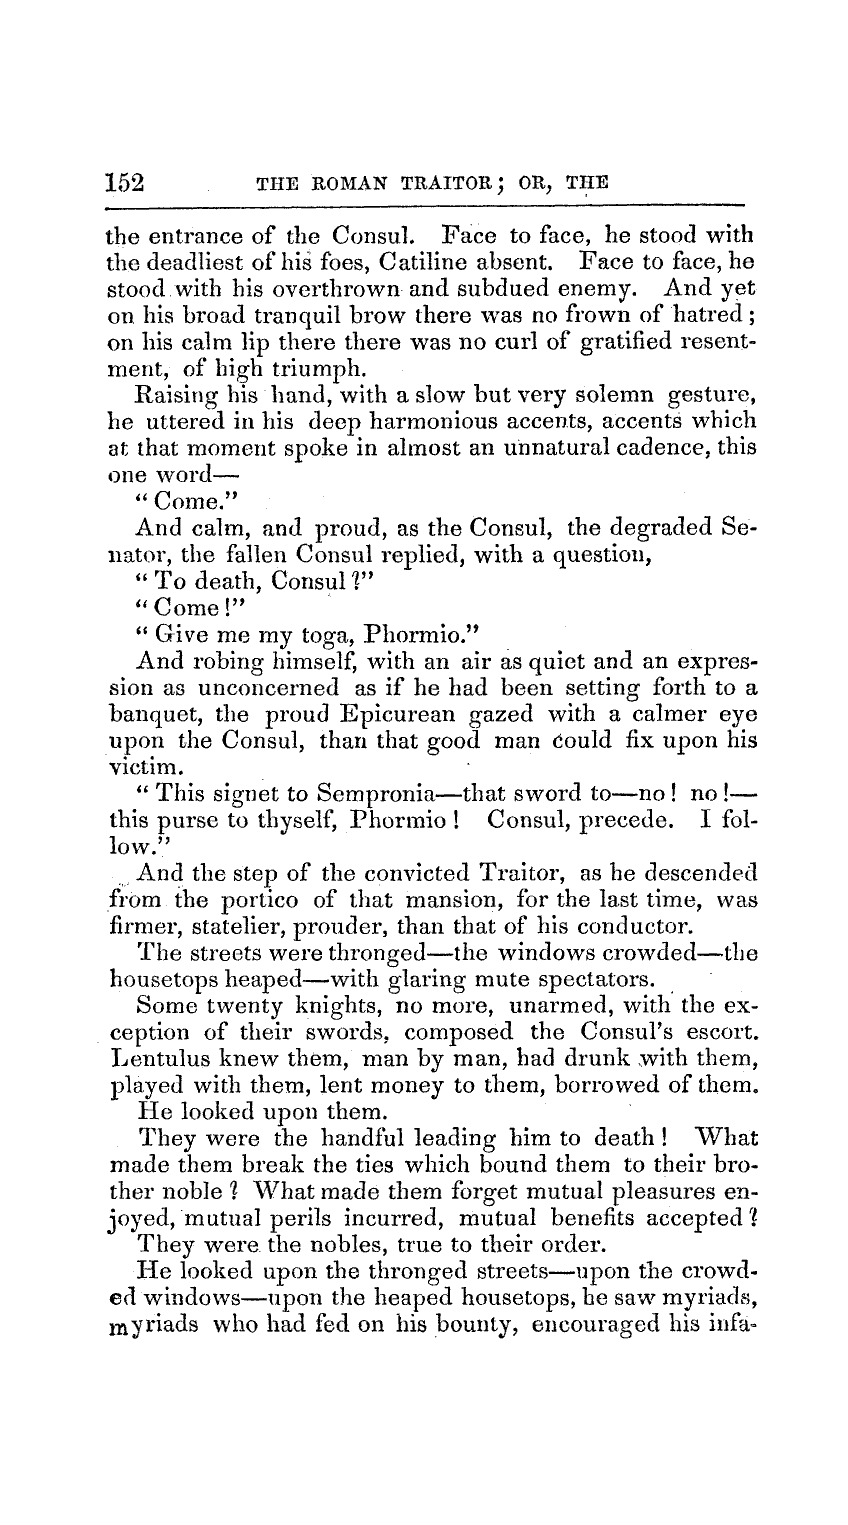 152 THE ROMAN TRAITOR; OR, THE
the entrance of the Consul. Face to face, he stood with
the deadliest of his foes, Catiline absent. Face to face, he
stood with his overthrown and subdued enemy. And yet
on his broad tranquil brow there was no frown of hatred;
on his calm lip there there was no curl of gratified resent-
ment, of high triumph.
Raising his hand, with a slow but very solemn gesture,
he uttered in his deep harmonious accents, accents which
at that moment spoke in almost an unnatural cadence, this
one word—
"Come."
And calm, and proud, as the Consul, the degraded Se-
nator, the fallen Consul replied, with a question,
"To death, Consul?"
"Come!"
"Give me my toga, Phormio."
And robing himself, with an air as quiet and an expres-
sion as unconcerned as if he had been setting forth to a
banquet, the proud Epicurean gazed with a calmer eye
upon the Consul, than that good man could fix upon his
victim.
"This signet to Sempronia—that sword to—no! no!—
this purse to thyself, Phormio! Consul, precede. I fol-
low."
And the step of the convicted Traitor, as he descended
from the portico of that mansion, for the last time, was
firmer, statelier, prouder, than that of his conductor.
The streets were thronged—the windows crowded—the
housetops heaped—with glaring mute spectators.
Some twenty knights, no more, unarmed, with the ex-
ception of their swords, composed the Consul's escort.
Lentulus knew them, man by man, had drunk with them,
played with them, lent money to them, borrowed of them.
He looked upon them.
They were the handful leading him to death! What
made them break the ties which bound them to their bro-
ther noble? What made them forget mutual pleasures en-
joyed, mutual perils incurred, mutual benefits accepted?
They were the nobles, true to their order.
He looked upon the thronged streets—upon the crowd-
ed windows—upon the heaped housetops, he saw myriads,
myriads who had fed on his bounty, encouraged his infa-